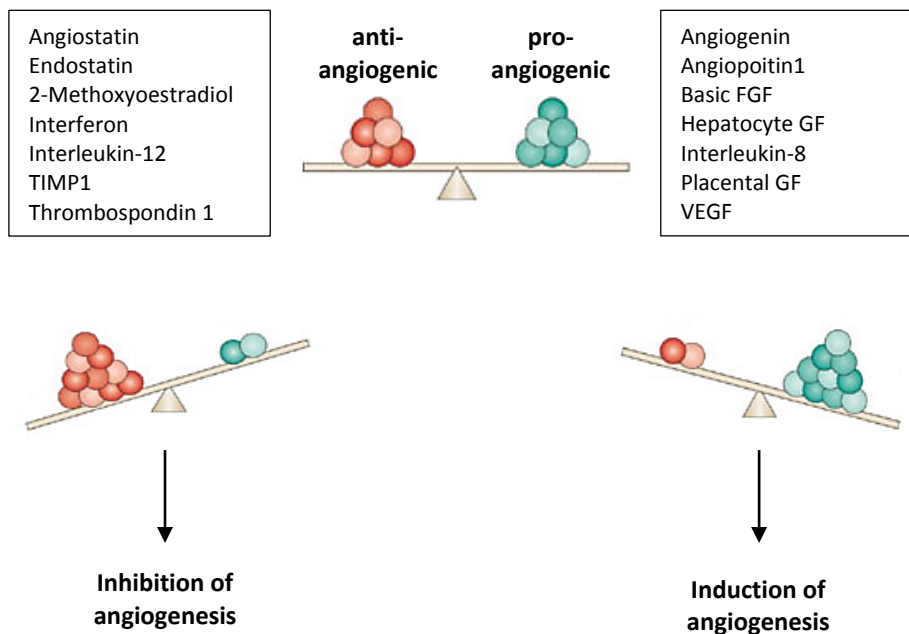 Angiostatin
Endostatin
2-Methoxyoestradiol
Interferon
Interleukin-12
TIMP1
Thrombospondin 1
anti-
angiogenic
pro-
angiogenic
Angiogenin
Angiopoitin1
Basic FGF
Hepatocyte GF
Interleukin-8
Placental GF
VEGF
Inhibition of
angiogenesis
Induction of
angiogenesis